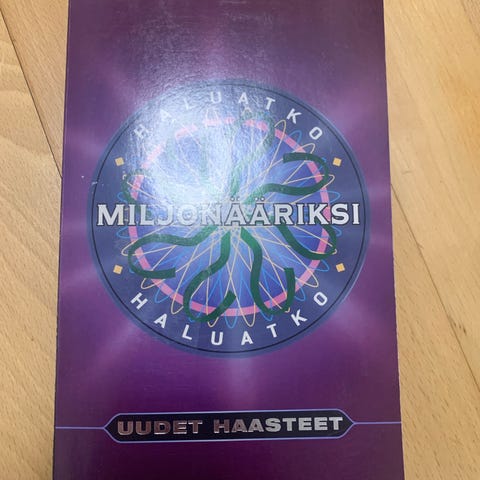 HALUATKO
MILJONÄÄRIKSI
HALUATKO
UUDET HAASTEET